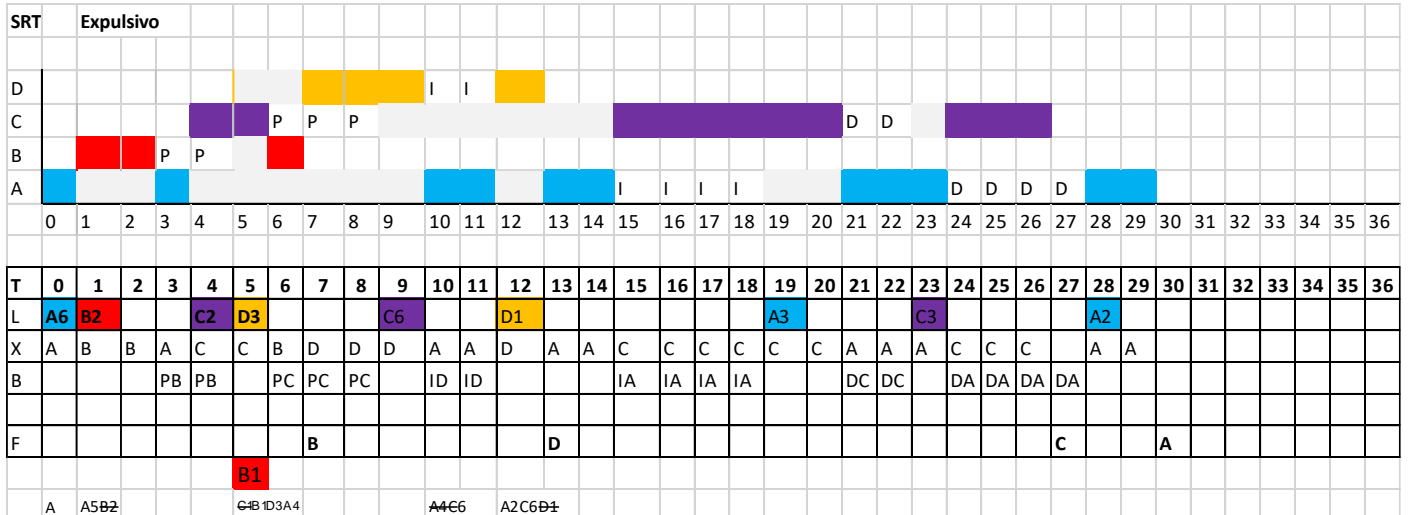 SRT Expulsivo
D I I
C P P P D D
B P P
A I I I I D D D D
0 1 2 3 4 5 6 7 8 9 10 11 12 13 14 15 16 17 18 19 20 21 22 23 24 25 26 27 28 29 30 31 32 33 34 35 36
T 0 1 2 3 4 5 6 7 8 9 10 11 12 13 14 15 16 17 18 19 20 21 22 23 24 25 26 27 28 29 30 31 32 33 34 35 36
L A6 B2 C2 D3 C6 D1 A3 C3 A2
X A B B A C C B D D D A A D A A C C C C C C A A A C C C A A
B PB PB PC PC PC ID ID IA IA IA IA DC DC DA DA DA DA
F B D C A
B1
A A5B2 C1B1D3A4 A4C6 A2C6D1